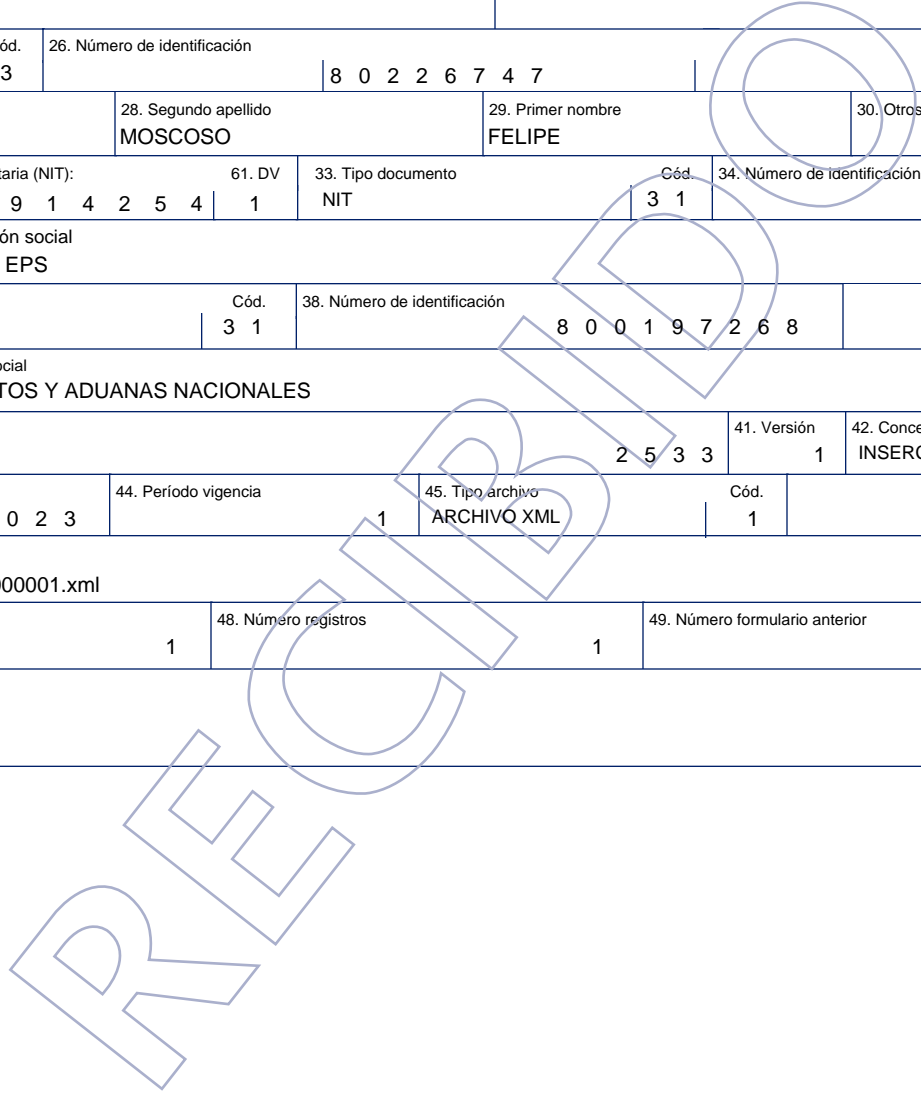 ód. 26. Número de identificación
3 8 0 2 2 6 7 4 7
28. Segundo apellido 29. Primer nombre 30. Otros
MOSCOSO FELIPE
taria (NIT): 61. DV 33. Tipo documento Cód. 34. Número de identificación
9 1 4 2 5 4 1 NIT 3 1
ón social
EPS
Cód. 38. Número de identificación
3 1 8 0 0 1 9 7 2 6 8
ocial
TOS Y ADUANAS NACIONALES
41. Versión 42. Conce
2 5 3 3 1 INSERC
44. Período vigencia 45. Tipo archivo Cód.
0 2 3 1 ARCHIVO XML 1
000001.xml
48. Número registros 49. Número formulario anterior
1 1
RECIBIDO